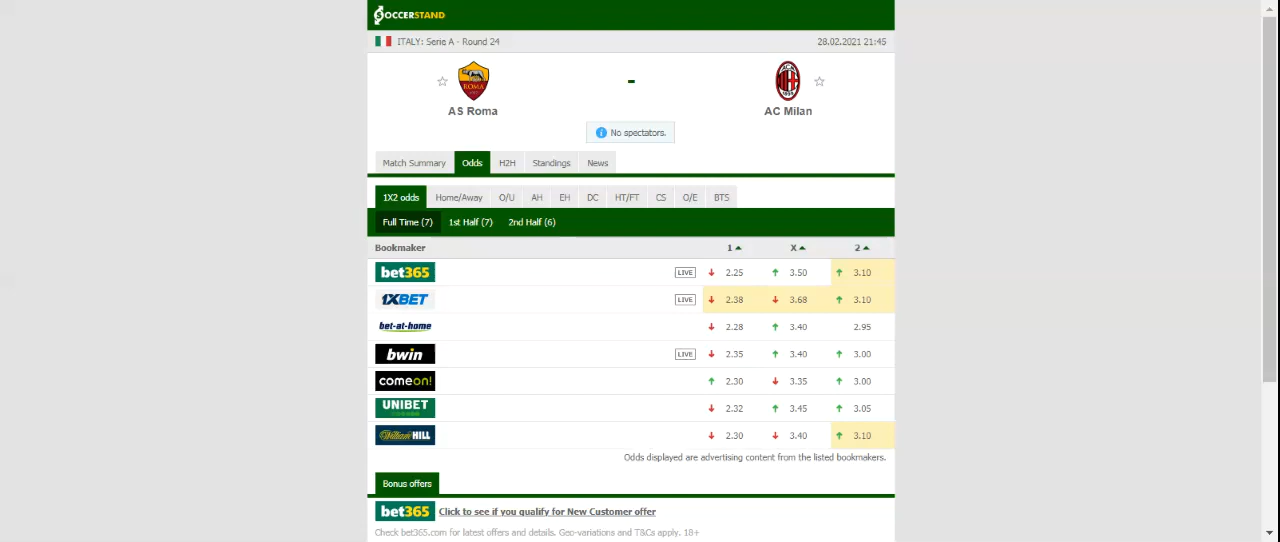 SOCCERSTAND
ITALY: Serie A - Round 24 28.02.2021 21:45
AS Roma - AC Milan
No spectators.
Match Summary Odds H2H Standings News
1X2 odds Home/Away O/U AH EH DC HT/FT CS O/E BTS
Full Time (7) 1st Half (7) 2nd Half (6)
Bookmaker 1 X 2
bet365 LIVE 2.25 3.50 3.10
1XBET LIVE 2.38 3.68 3.10
bet-at-home 2.28 3.40 2.95
bwin LIVE 2.35 3.40 3.00
comeon! 2.30 3.35 3.00
UNIBET 2.32 3.45 3.05
William HILL 2.30 3.40 3.10
Odds displayed are advertising content from the listed bookmakers.
Bonus offers
bet365 Click to see if you qualify for New Customer offer
Check bet365.com for latest offers and details. Geo-variations and T&Cs apply. 18+